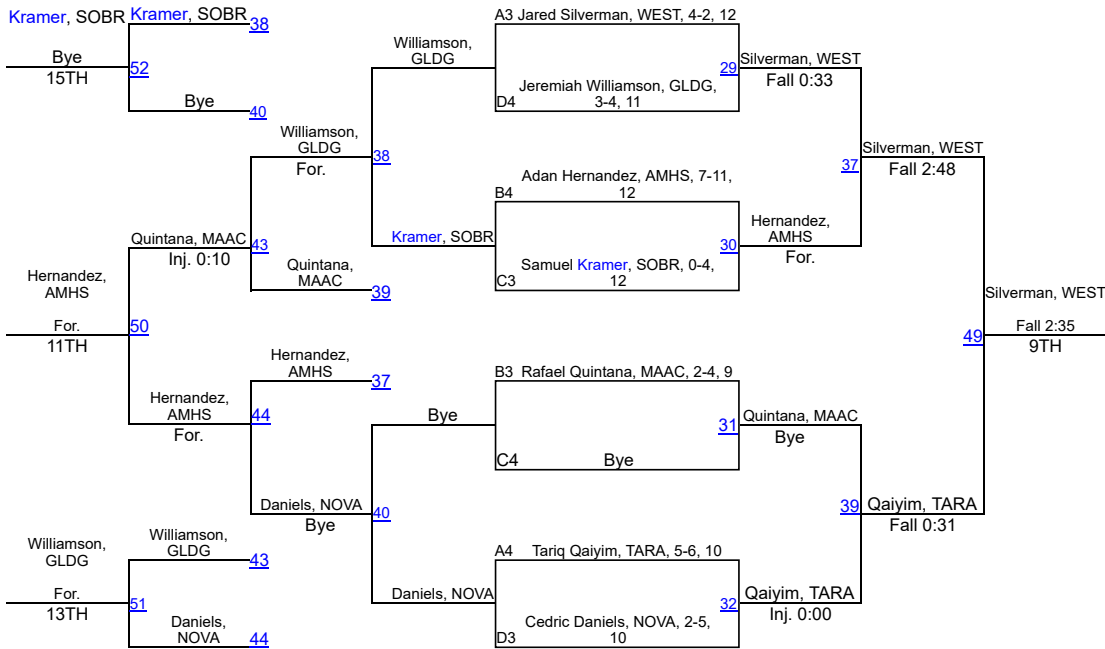 Kramer, SOBR
Bye
15TH
Kramer, SOBR
38
52
Bye
40
Williamson,
GLDG
A3 Jared Silverman, WEST, 4-2, 12
29
Jeremiah Williamson, GLDG,
D4 3-4, 11
Silverman, WEST
Fall 0:33
Williamson,
GLDG
For.
38
B4 Adan Hernandez, AMHS, 7-11,
12
Silverman, WEST
37
Fall 2:48
Kramer, SOBR
30
Samuel Kramer, SOBR, 0-4,
C3 12
Hernandez,
AMHS
For.
Quintana, MAAC
43
Inj. 0:10
Quintana,
MAAC
39
Hernandez,
AMHS
For.
11TH
50
Silverman, WEST
49
Fall 2:35
9TH
Hernandez,
AMHS
37
B3 Rafael Quintana, MAAC, 2-4, 9
Hernandez,
AMHS
44
For.
Bye
31
Quintana, MAAC
Bye
C4 Bye
Daniels, NOVA
40
Bye
39
Qaiyim, TARA
Fall 0:31
Williamson,
GLDG
For.
13TH
Williamson,
GLDG
43
51
Daniels,
NOVA
44
A4 Tariq Qaiyim, TARA, 5-6, 10
Daniels, NOVA
32
Qaiyim, TARA
Inj. 0:00
Cedric Daniels, NOVA, 2-5,
D3 10